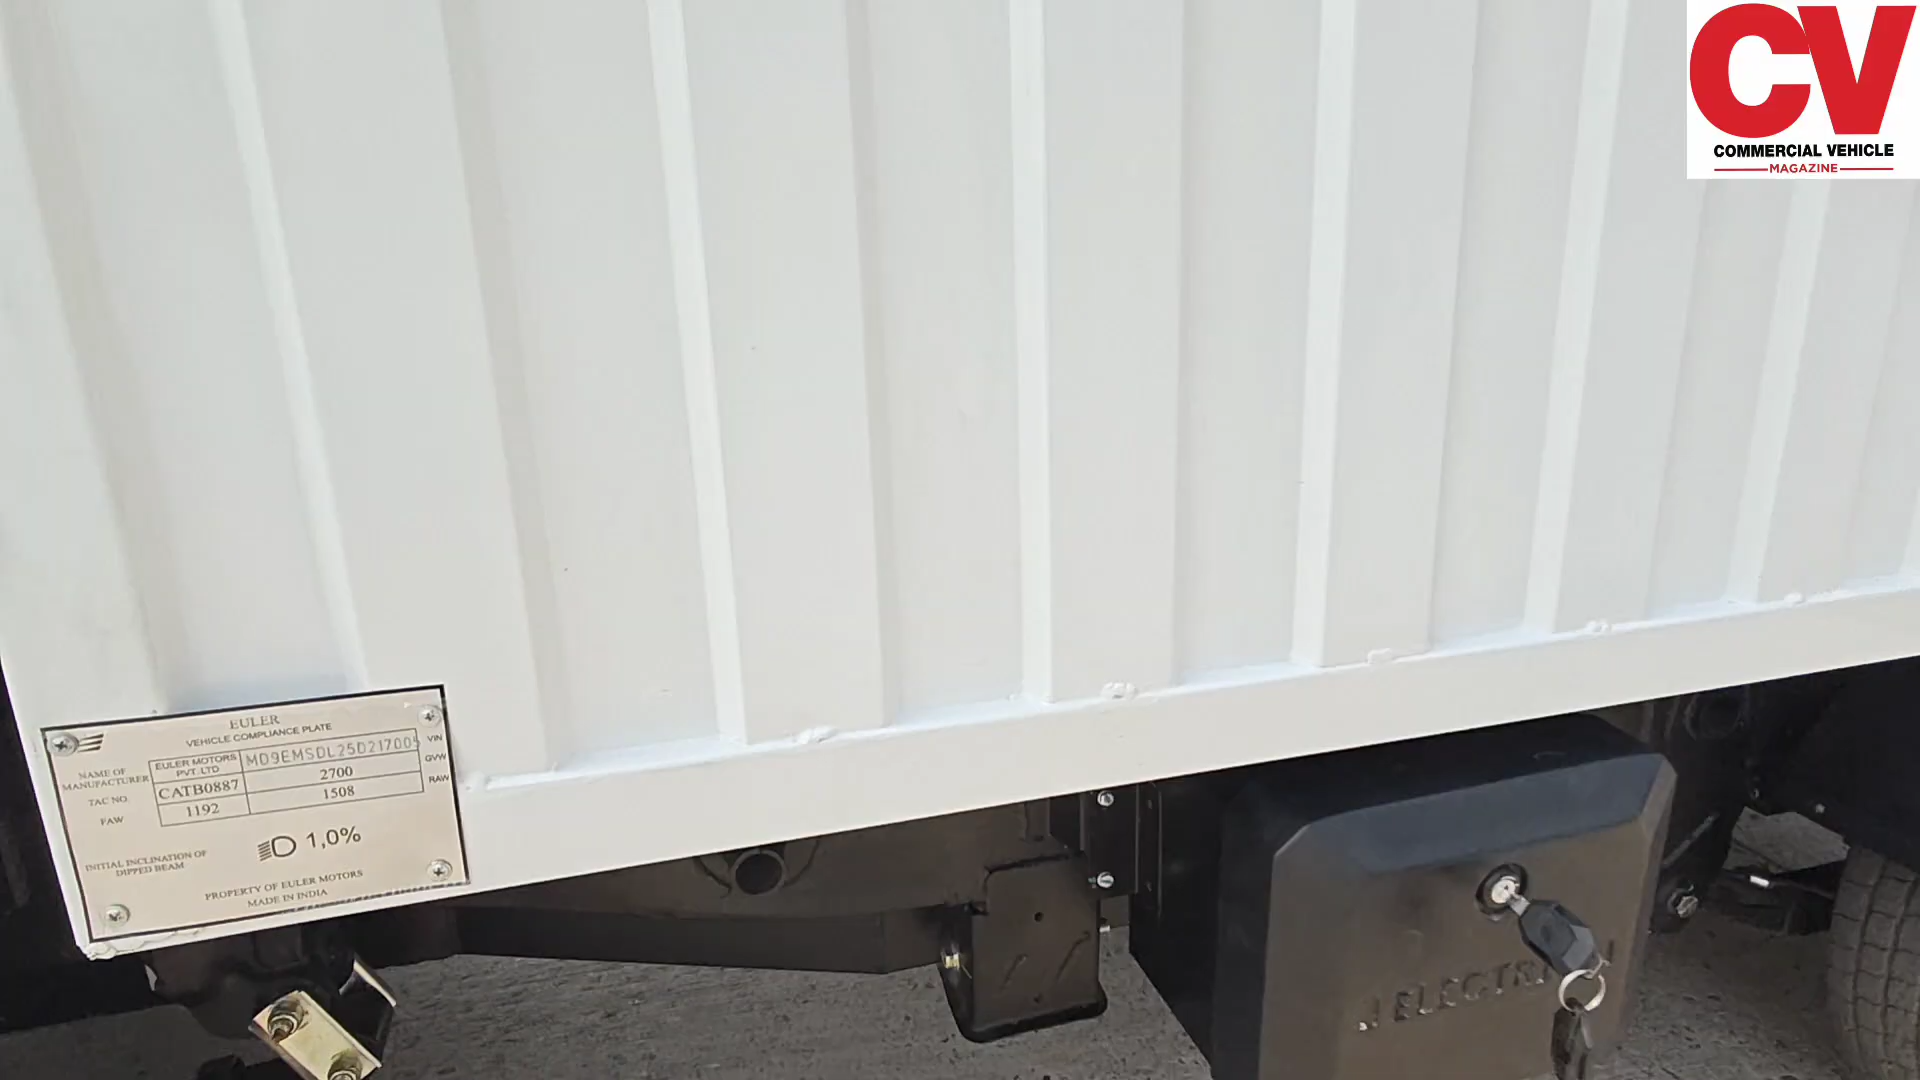 CV
COMMERCIAL VEHICLE
MAGAZINE
EULER
VEHICLE COMPLIANCE PLATE
NAME OF MANUFACTURER EULER MOTORS PVT. LTD MD9EMSDL25D217005 VIN
TAC NO. CATB0887 2700 GVW
FAW 1192 1508 RAW
1,0%
INITIAL INCLINATION OF
DIPPED BEAM
PROPERTY OF EULER MOTORS
MADE IN INDIA